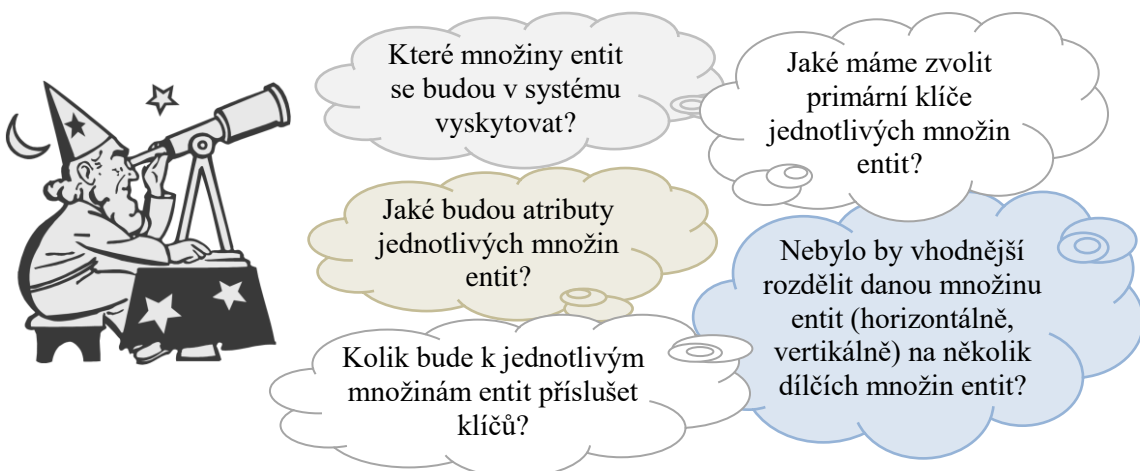 Které množiny entit
se budou v systému
vyskytovat?
Jaké máme zvolit
primární klíče
jednotlivých množin
entit?
Jaké budou atributy
jednotlivých množin
entit?
Nebylo by vhodnější
rozdělit danou množinu
entit (horizontálně,
vertikálně) na několik
dílčích množin entit?
Kolik bude k jednotlivým
množinám entit příslušet
klíčů?